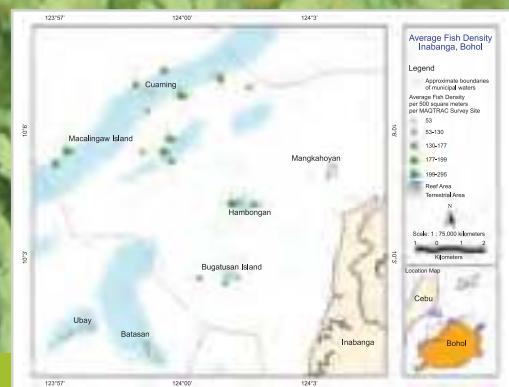 123°57'
124°00'
124°3'
Cuaming
10°6'
10°6'
Macalingaw Island
Mangkahoyan
Hambongan
10°3'
10°3'
Bugatusan Island
Ubay
Batasan
Inabanga
123°57'
124°00'
124°3'
Average Fish Density
Inabanga, Bohol
Legend
Approximate boundaries
of municipal waters
Average Fish Density
per 500 square meters
per MAQTRAC Survey Site
53
53-130
130-177
177-199
199-295
Reef Area
Terrestrial Area
N
Scale: 1 : 75,000 kilometers
1 0 1 2
Kilometers
Location Map
Cebu
Bohol